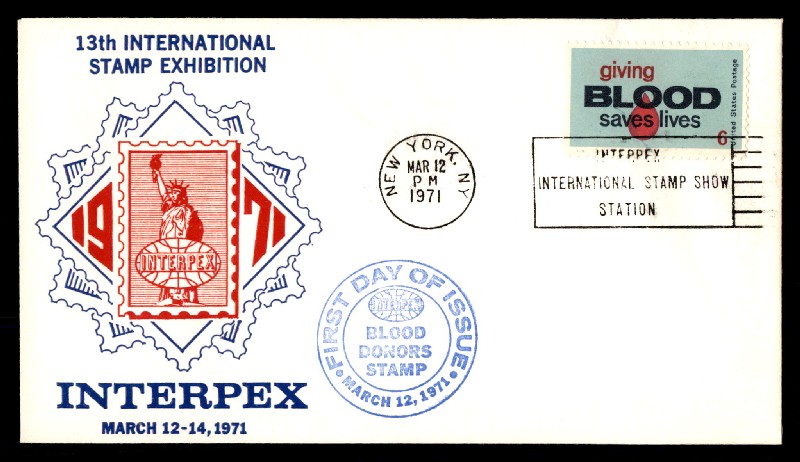 13th INTERNATIONAL
STAMP EXHIBITION
1971
INTERPEX
INTERPEX
MARCH 12-14, 1971
NEW YORK, NY
MAR 12
PM
1971
giving
BLOOD
saves lives
6
United States Postage
INTERPEX
INTERNATIONAL STAMP SHOW
STATION
FIRST DAY OF ISSUE
INTERPEX
BLOOD
DONORS
STAMP
MARCH 12, 1971